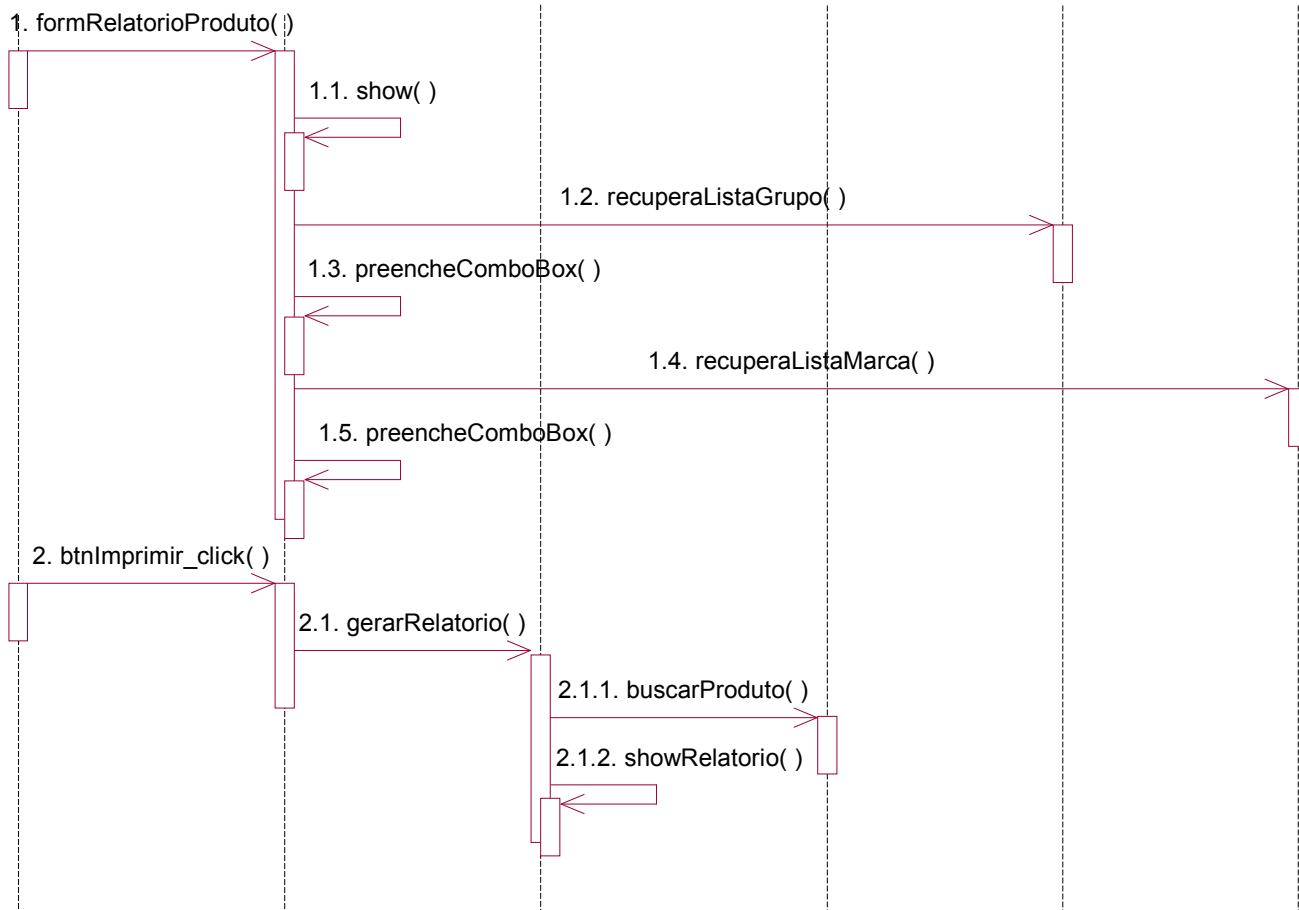 1. formRelatorioProduto( )
1.1. show( )
1.2. recuperaListaGrupo( )
1.3. preencheComboBox( )
1.4. recuperaListaMarca( )
1.5. preencheComboBox( )
2. btnImprimir_click( )
2.1. gerarRelatorio( )
2.1.1. buscarProduto( )
2.1.2. showRelatorio( )